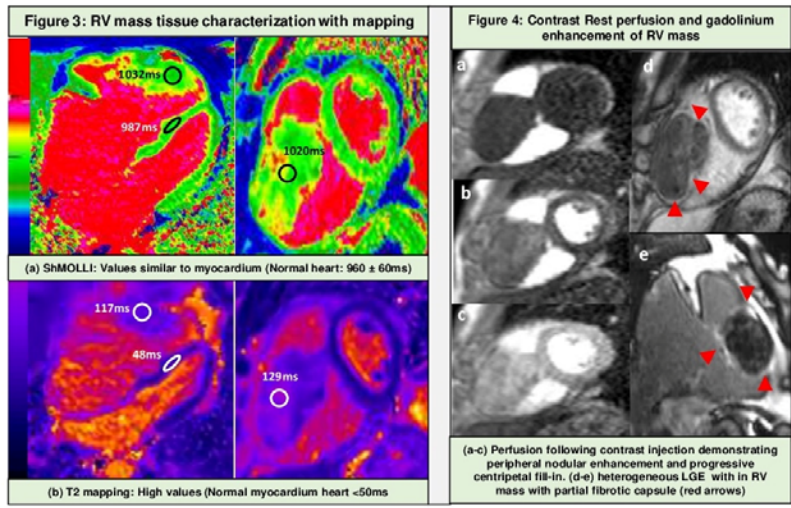 Figure 3: RV mass tissue characterization with mapping
1032ms
987ms
1020ms
(a) ShMOLLI: Values similar to myocardium (Normal heart: 960 ± 60ms)
117ms
48ms
129ms
(b) T2 mapping: High values (Normal myocardium heart <50ms
Figure 4: Contrast Rest perfusion and gadolinium
enhancement of RV mass
a
d
b
e
c
(a-c) Perfusion following contrast injection demonstrating
peripheral nodular enhancement and progressive
centripetal fill-in. (d-e) heterogeneous LGE with in RV
mass with partial fibrotic capsule (red arrows)